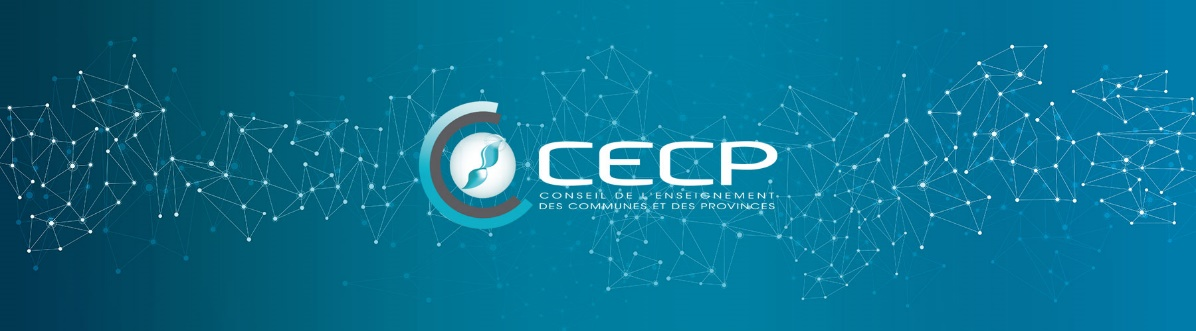 CECP
CONSEIL DE L'ENSEIGNEMENT
DES COMMUNES ET DES PROVINCES